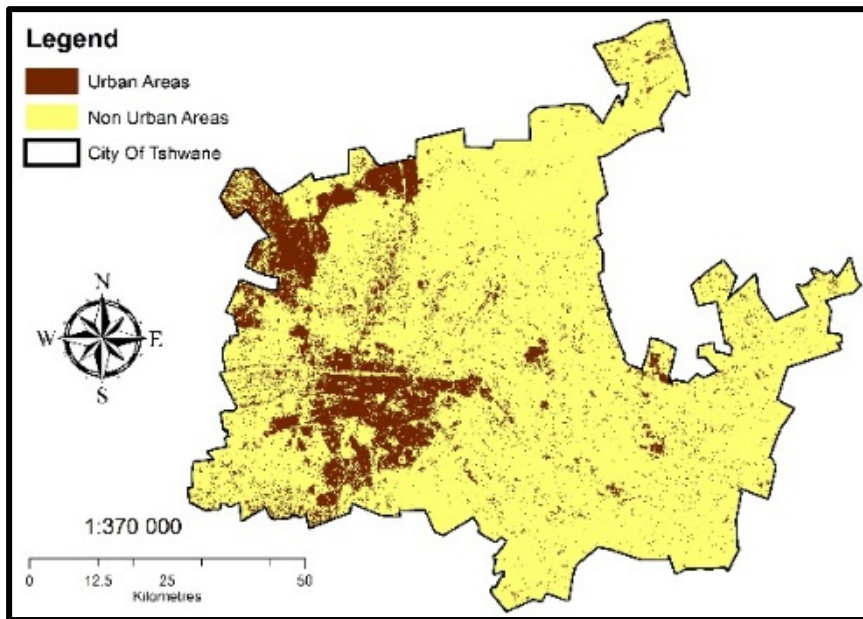 Legend
Urban Areas
Non Urban Areas
City Of Tshwane
N
W E
S
1:370 000
0 12.5 25 50
Kilometres